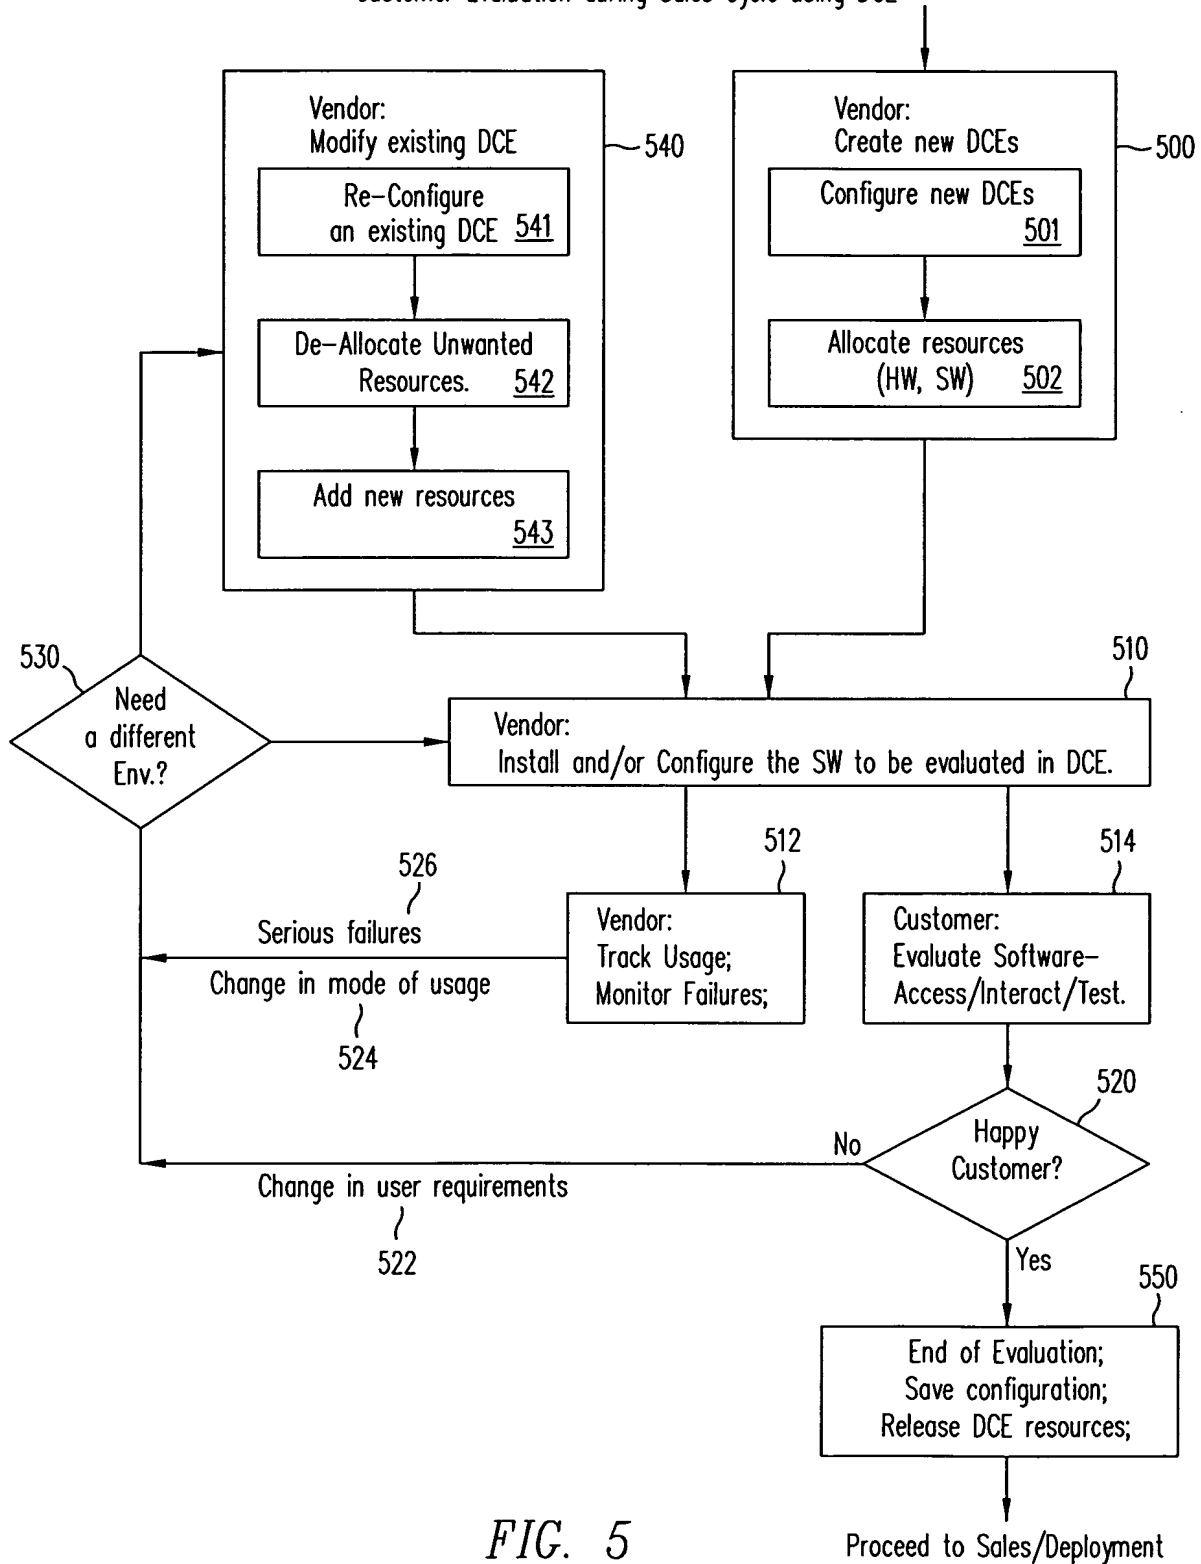 Vendor:
Modify existing DCE
540
Re-Configure
an existing DCE 541
De-Allocate Unwanted
Resources. 542
Add new resources
543
Vendor:
Create new DCEs
500
Configure new DCEs
501
Allocate resources
(HW, SW) 502
530
Need
a different
Env.?
510
Vendor:
Install and/or Configure the SW to be evaluated in DCE.
512
Vendor:
Track Usage;
Monitor Failures;
514
Customer:
Evaluate Software-
Access/Interact/Test.
526
Serious failures
Change in mode of usage
524
520
Happy
Customer?
No
Change in user requirements
522
Yes
550
End of Evaluation;
Save configuration;
Release DCE resources;
Proceed to Sales/Deployment
FIG. 5